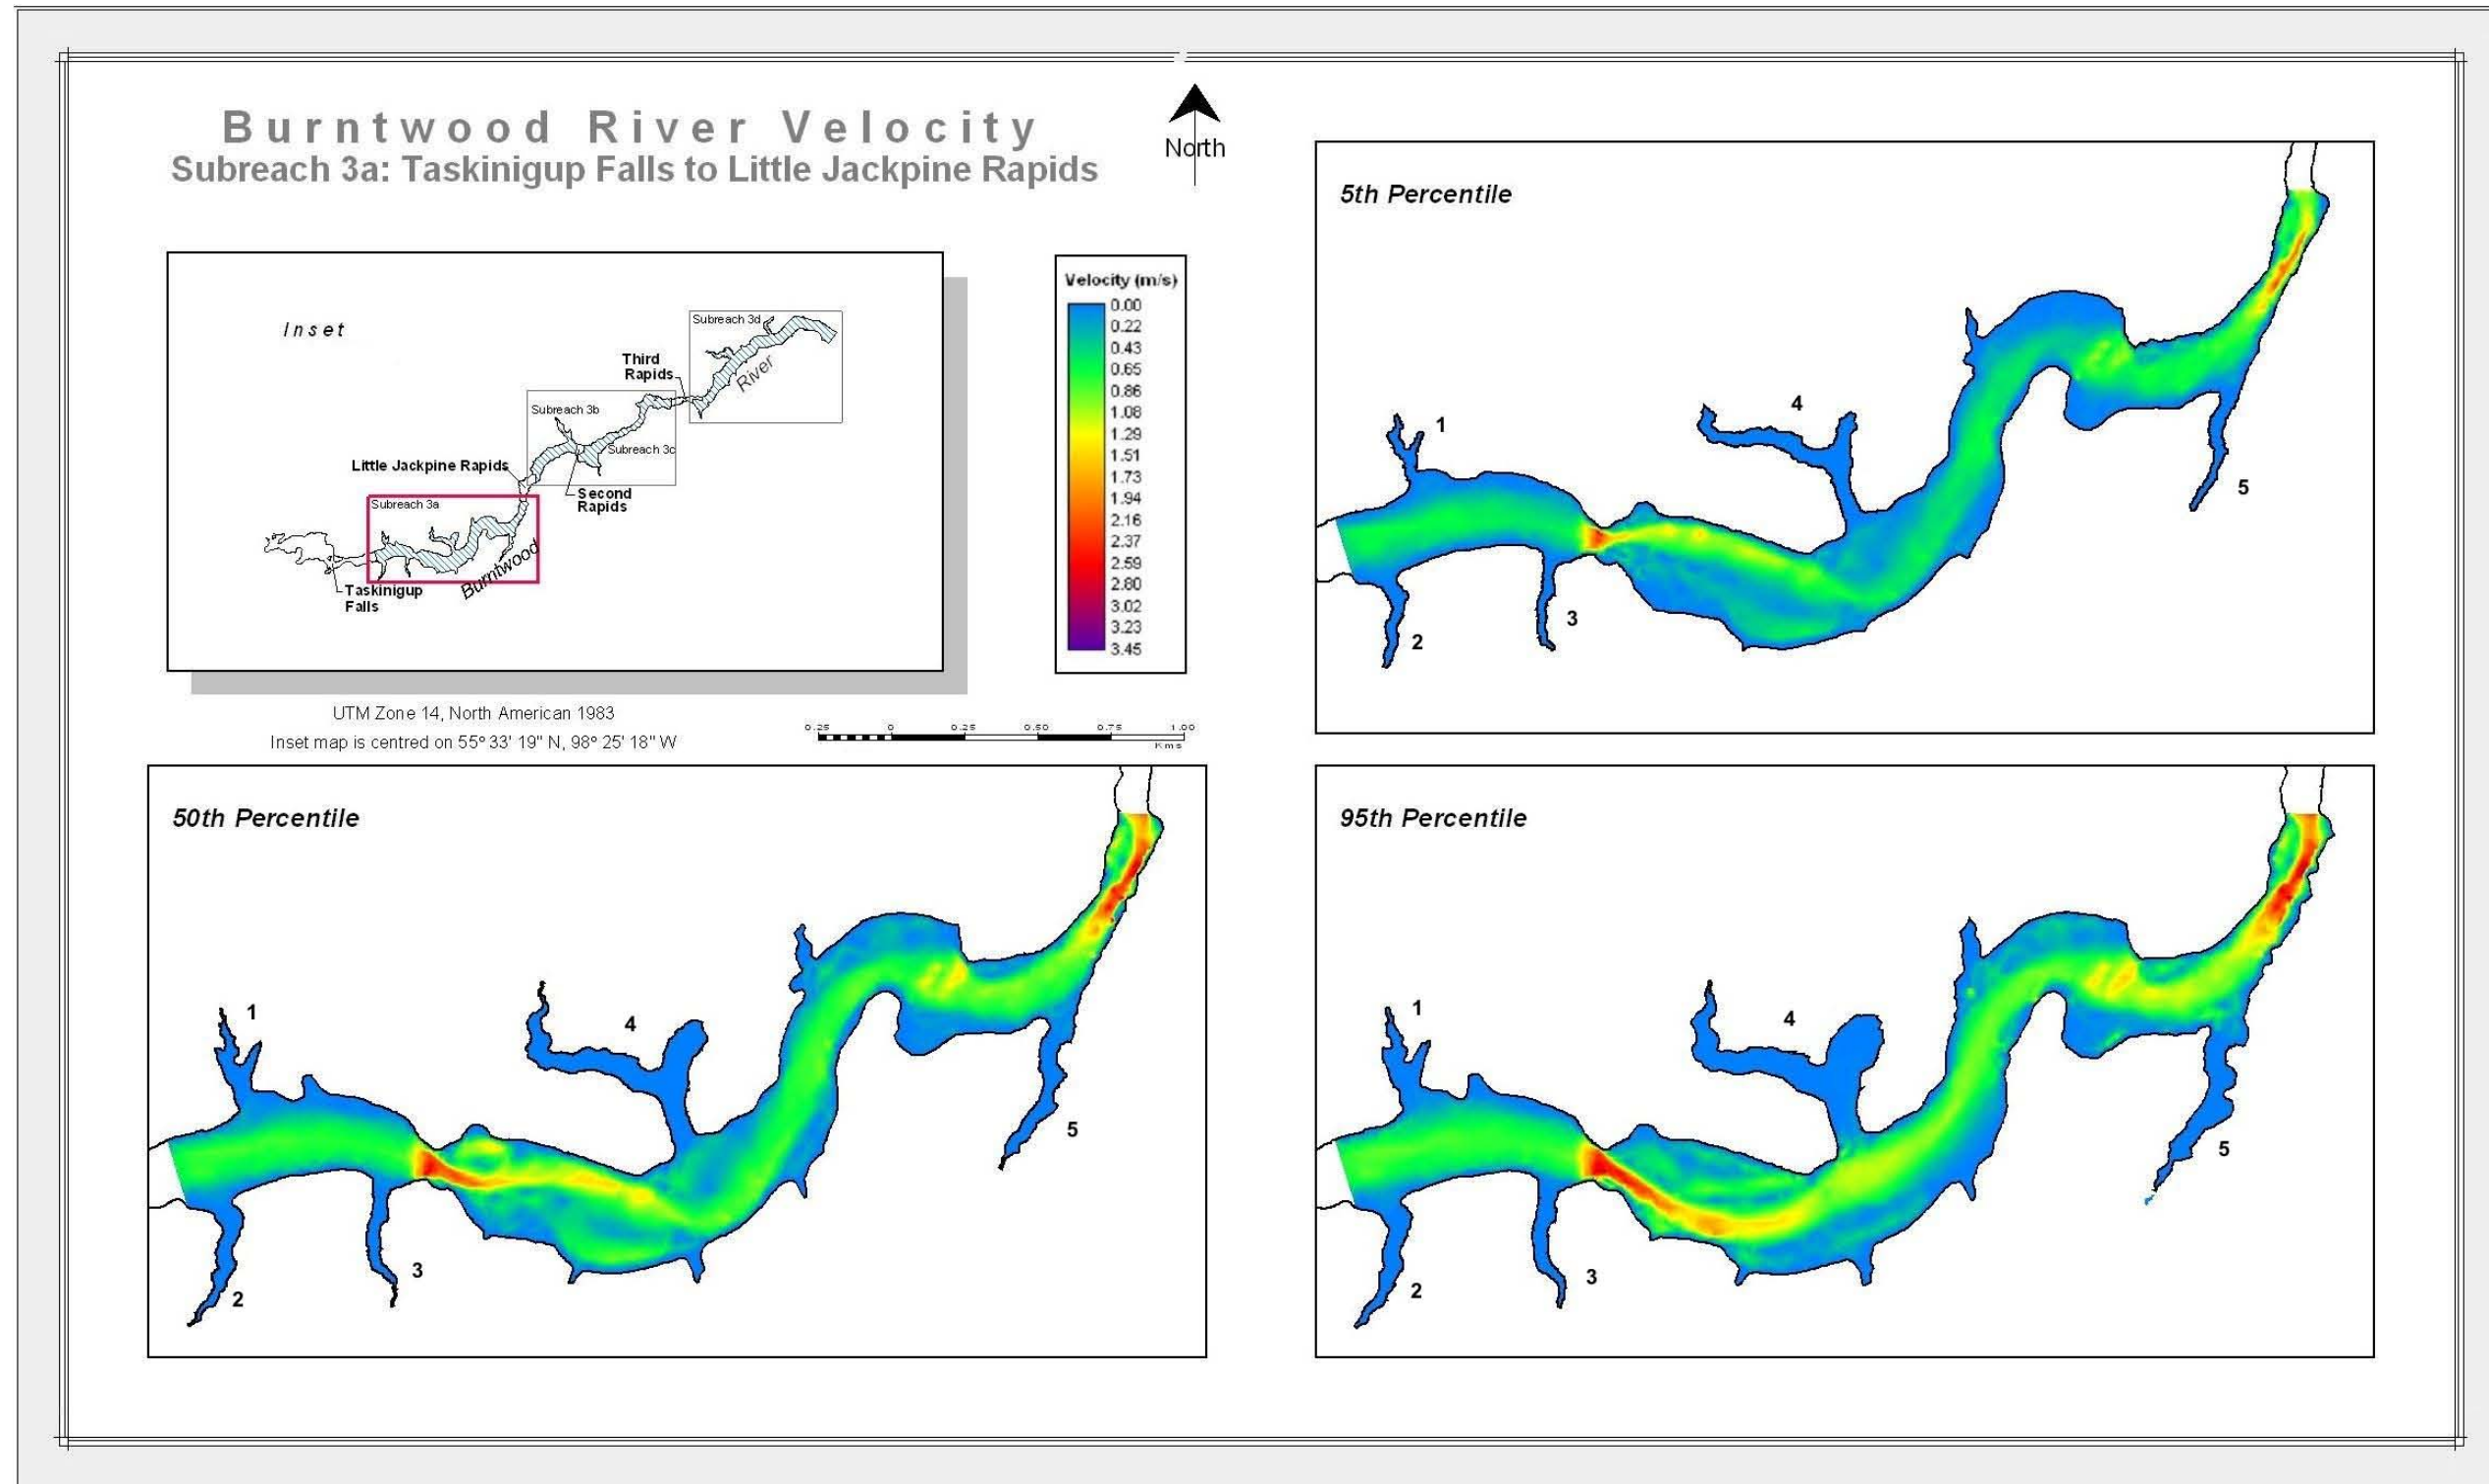 Burntwood River Velocity
Subreach 3a: Taskinigup Falls to Little Jackpine Rapids
North
Inset
Subreach 3d
Third
Rapids
River
Subreach 3b
Subreach 3c
Little Jackpine Rapids
Second
Rapids
Subreach 3a
Burntwood
Taskinigup
Falls
Velocity (m/s)
0.00
0.22
0.43
0.65
0.86
1.08
1.29
1.51
1.73
1.94
2.16
2.37
2.59
2.80
3.02
3.23
3.45
UTM Zone 14, North American 1983
Inset map is centred on 55° 33' 19" N, 98° 25' 18" W
0.25 0 0.25 0.50 0.75 1.00
Kms
5th Percentile
1
2
3
4
5
50th Percentile
1
2
3
4
5
95th Percentile
1
2
3
4
5